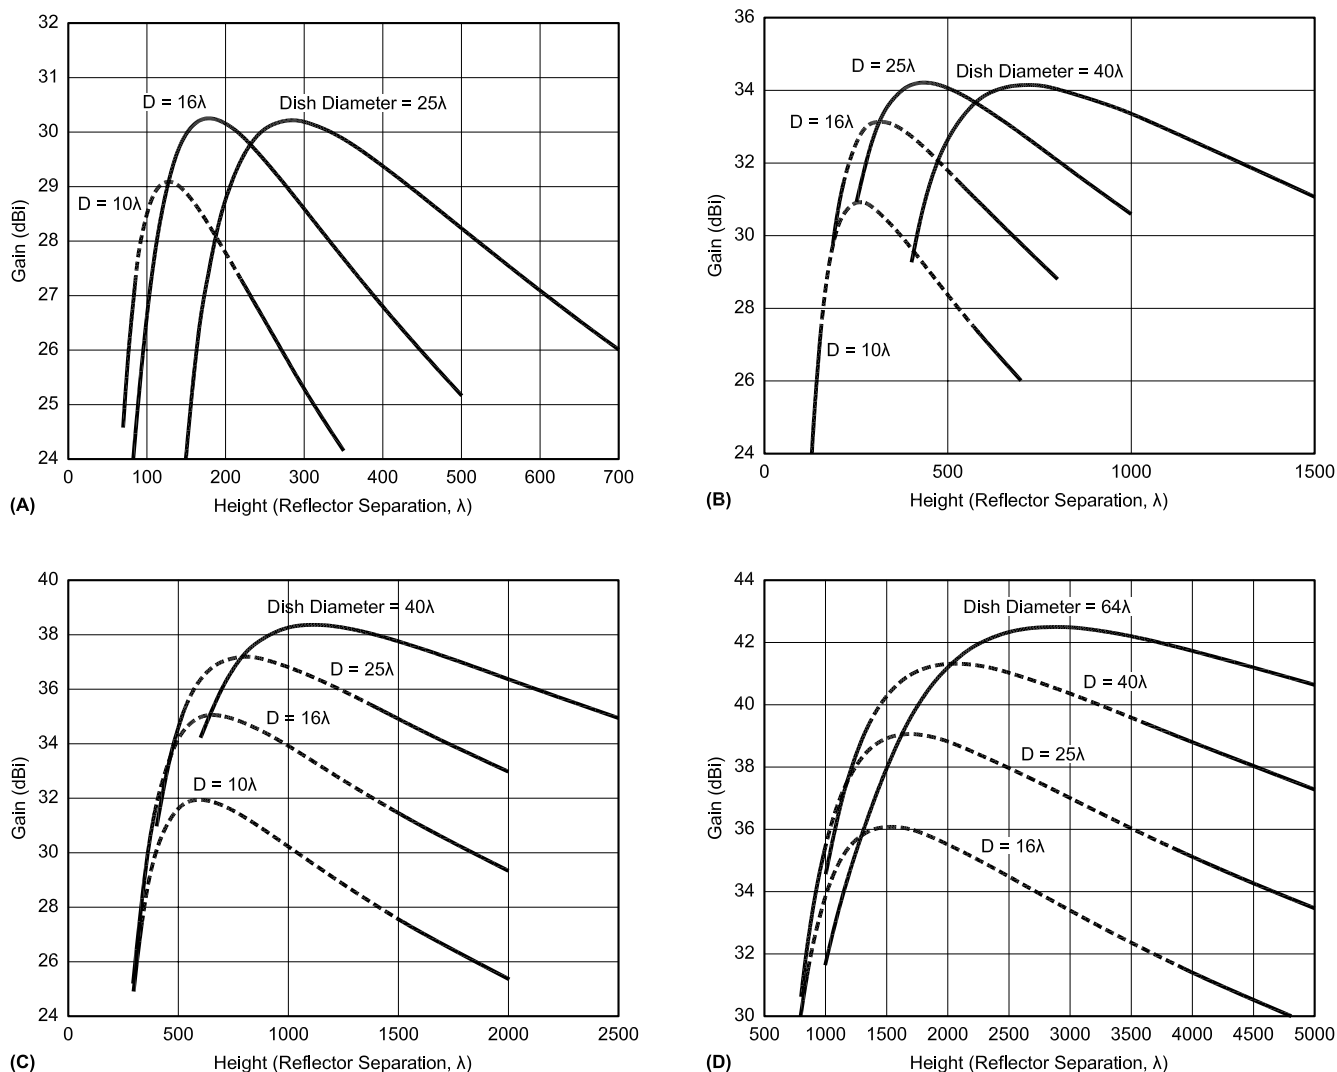 32
31
30
29
28
27
26
25
24
Gain (dBi)
D = 16λ
Dish Diameter = 25λ
D = 10λ
0 100 200 300 400 500 600 700
Height (Reflector Separation, λ)
(A)
36
34
32
30
28
26
24
Gain (dBi)
D = 25λ
Dish Diameter = 40λ
D = 16λ
D = 10λ
0 500 1000 1500
Height (Reflector Separation, λ)
(B)
40
38
36
34
32
30
28
26
24
Gain (dBi)
Dish Diameter = 40λ
D = 25λ
D = 16λ
D = 10λ
0 500 1000 1500 2000 2500
Height (Reflector Separation, λ)
(C)
44
42
40
38
36
34
32
30
Gain (dBi)
Dish Diameter = 64λ
D = 40λ
D = 25λ
D = 16λ
500 1000 1500 2000 2500 3000 3500 4000 4500 5000
Height (Reflector Separation, λ)
(D)